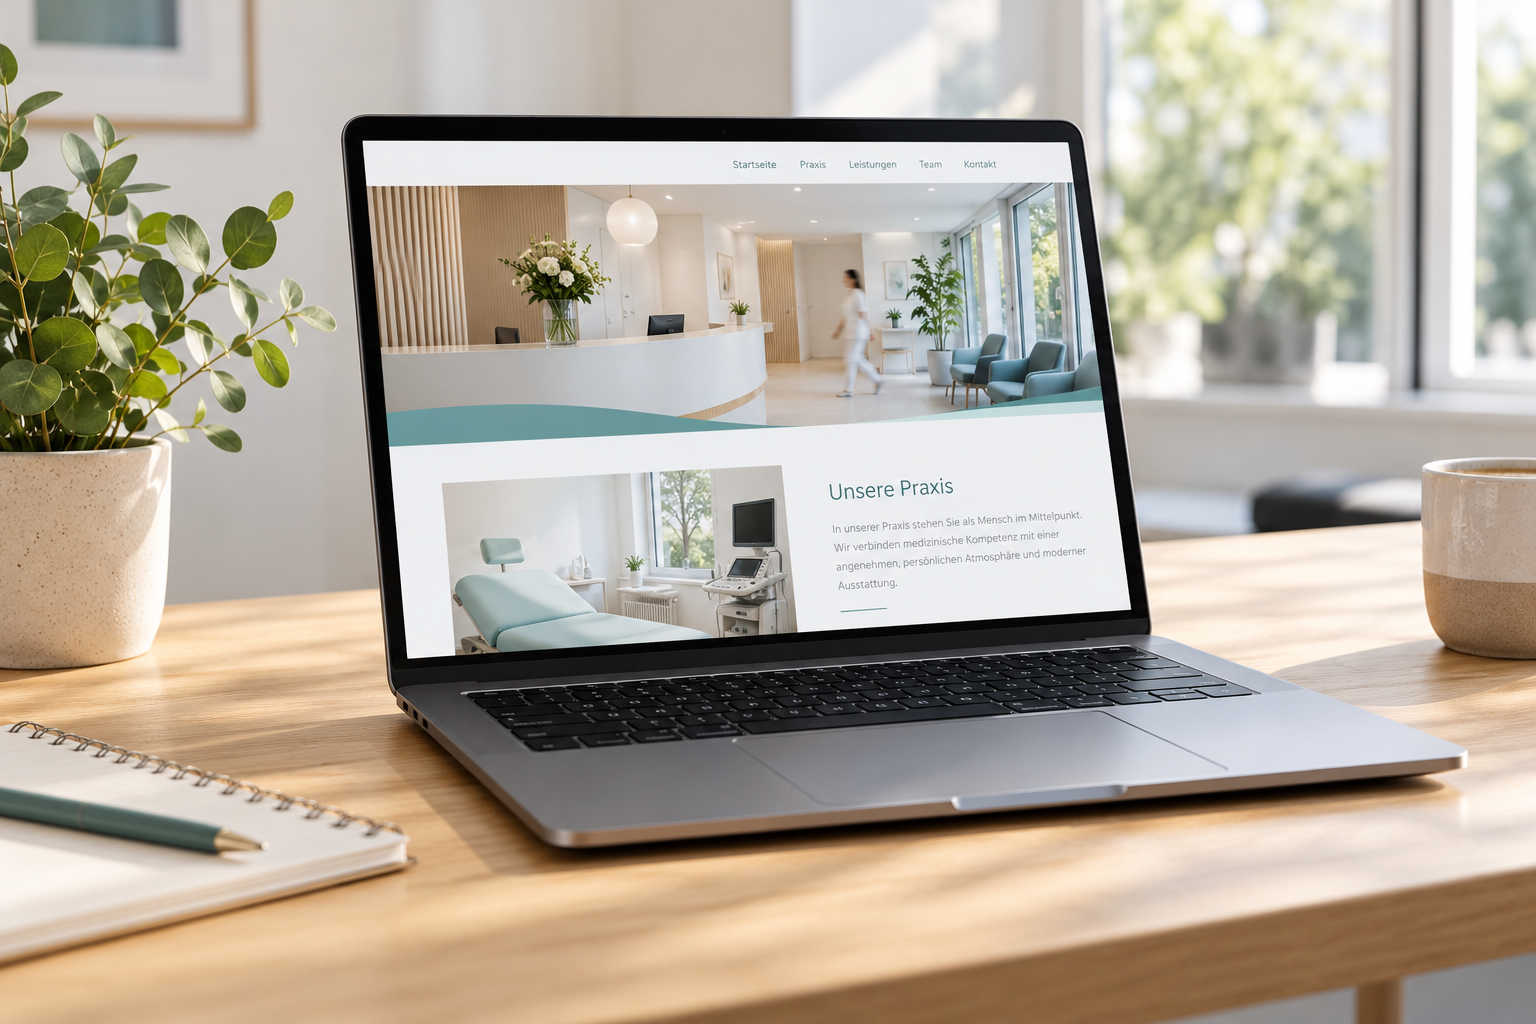 Startseite Praxis Leistungen Team Kontakt
Unsere Praxis
In unserer Praxis stehen Sie als Mensch im Mittelpunkt.
Wir verbinden medizinische Kompetenz mit einer
angenehmen, persönlichen Atmosphäre und moderner
Ausstattung.